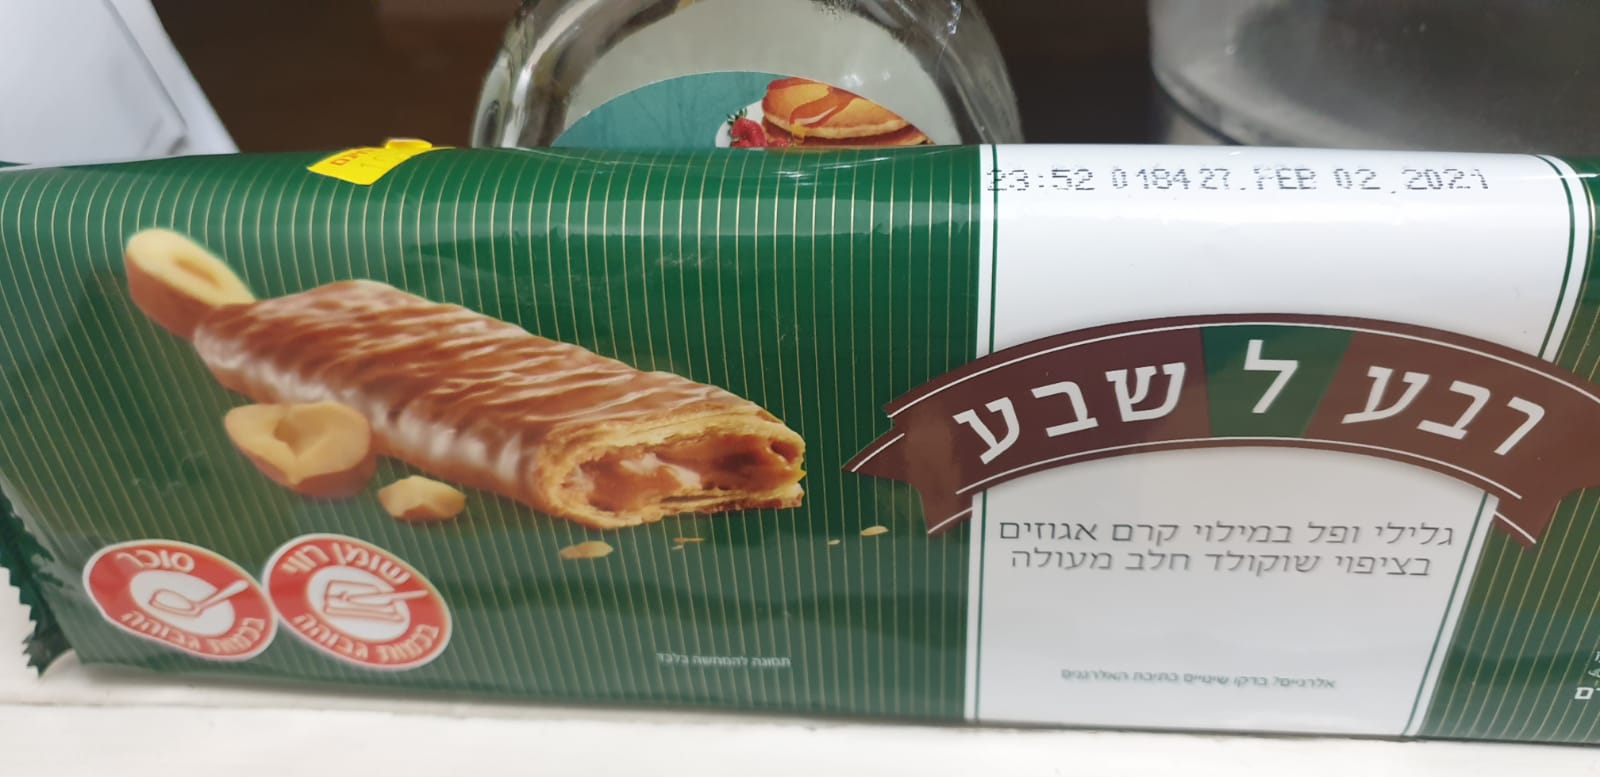 23:52 0184 27. FEB 02.2021
רבע ל שבע
גלילי ופל במילוי קרם אגוזים
בציפוי שוקולד חלב מעולה
סוכר
בכמות גבוהה
שומן רווי
בכמות גבוהה
תמונה להמחשה בלבד
אלרגיים? בדקו שינויים בתיבת האלרגנים